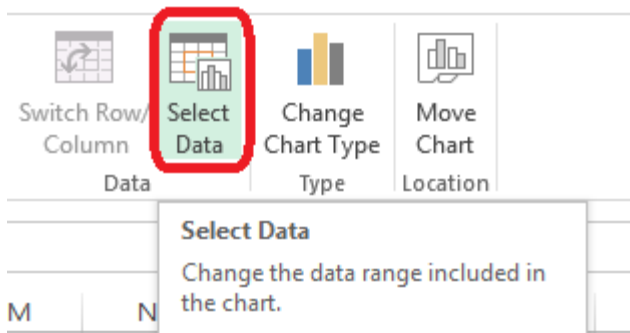 Switch Row/ Select Change Move
Column Data Chart Type Chart
Data Type Location
Select Data
Change the data range included in
the chart.
M N